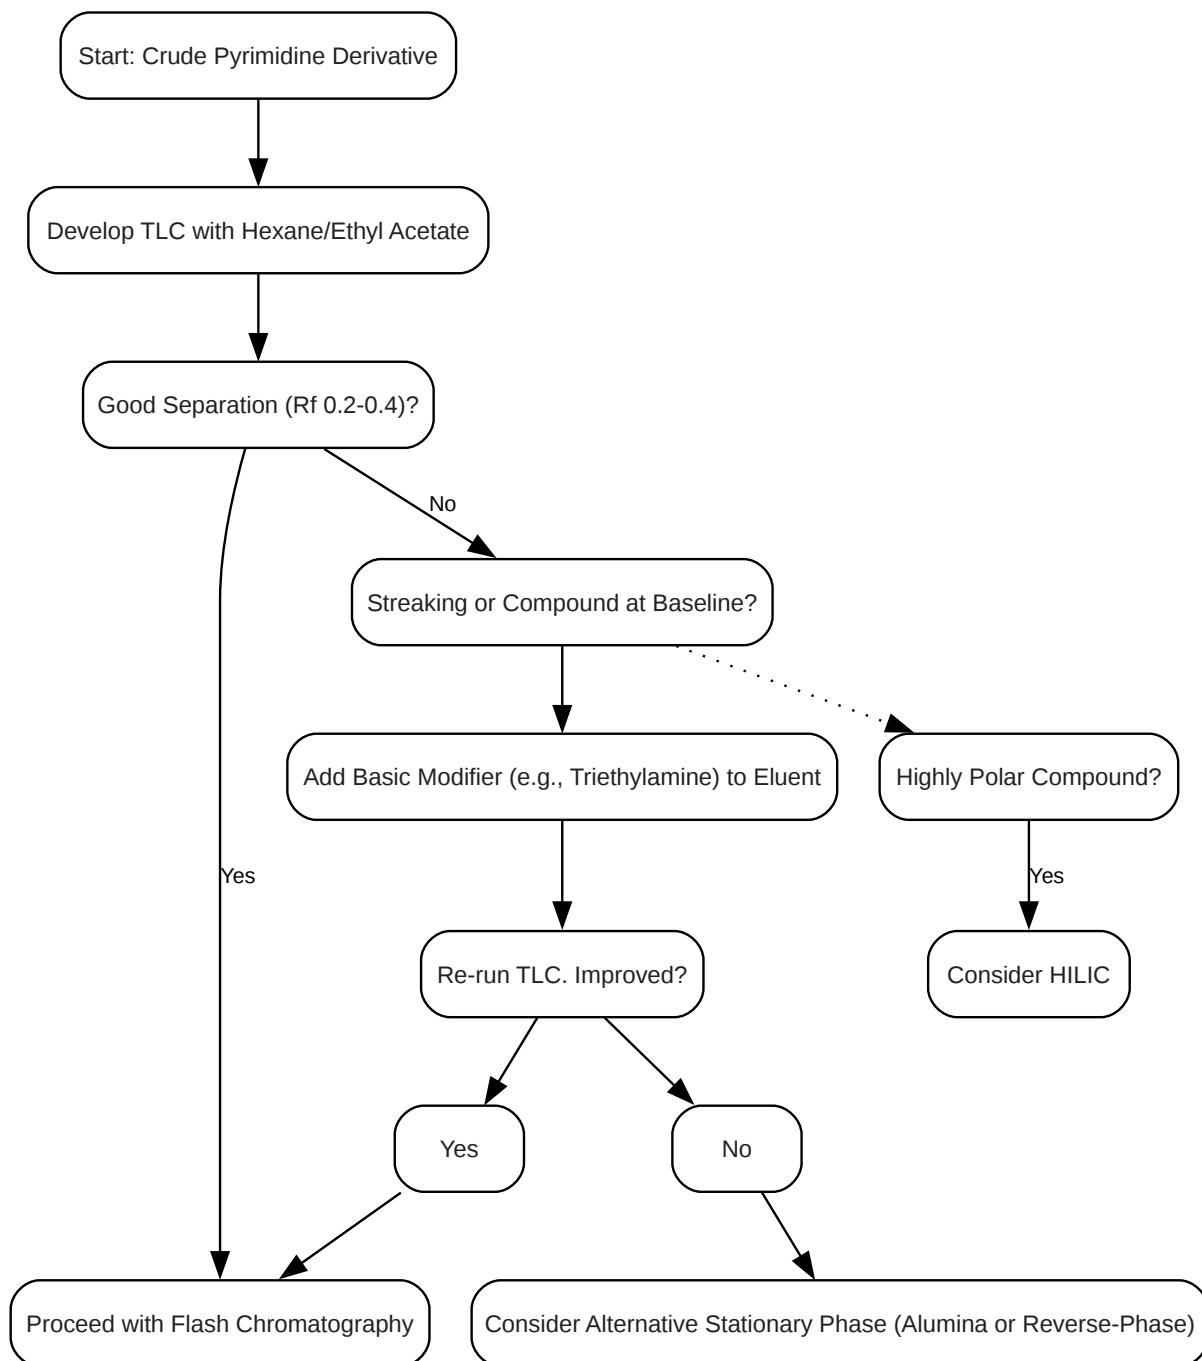 Start: Crude Pyrimidine Derivative
Develop TLC with Hexane/Ethyl Acetate
Good Separation (Rf 0.2-0.4)?
No
Streaking or Compound at Baseline?
Add Basic Modifier (e.g., Triethylamine) to Eluent
Highly Polar Compound?
Yes
Yes
Re-run TLC. Improved?
Consider HILIC
Yes
No
Proceed with Flash Chromatography
Consider Alternative Stationary Phase (Alumina or Reverse-Phase)